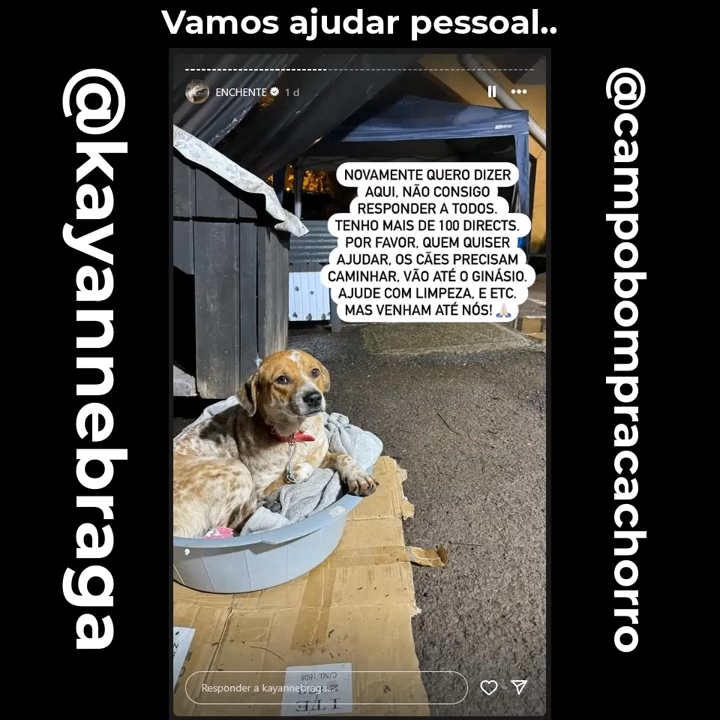 Vamos ajudar pessoal..
@kayannebraga
ENCHENTE 1 d
NOVAMENTE QUERO DIZER
AQUI, NÃO CONSIGO
RESPONDER A TODOS.
TENHO MAIS DE 100 DIRECTS.
POR FAVOR, QUEM QUISER
AJUDAR, OS CÃES PRECISAM
CAMINHAR, VÃO ATÉ O GINÁSIO.
AJUDE COM LIMPEZA, E ETC.
MAS VENHAM ATÉ NÓS! 🙏🏻
Responder a kayannebraga...
@campobompracachorro